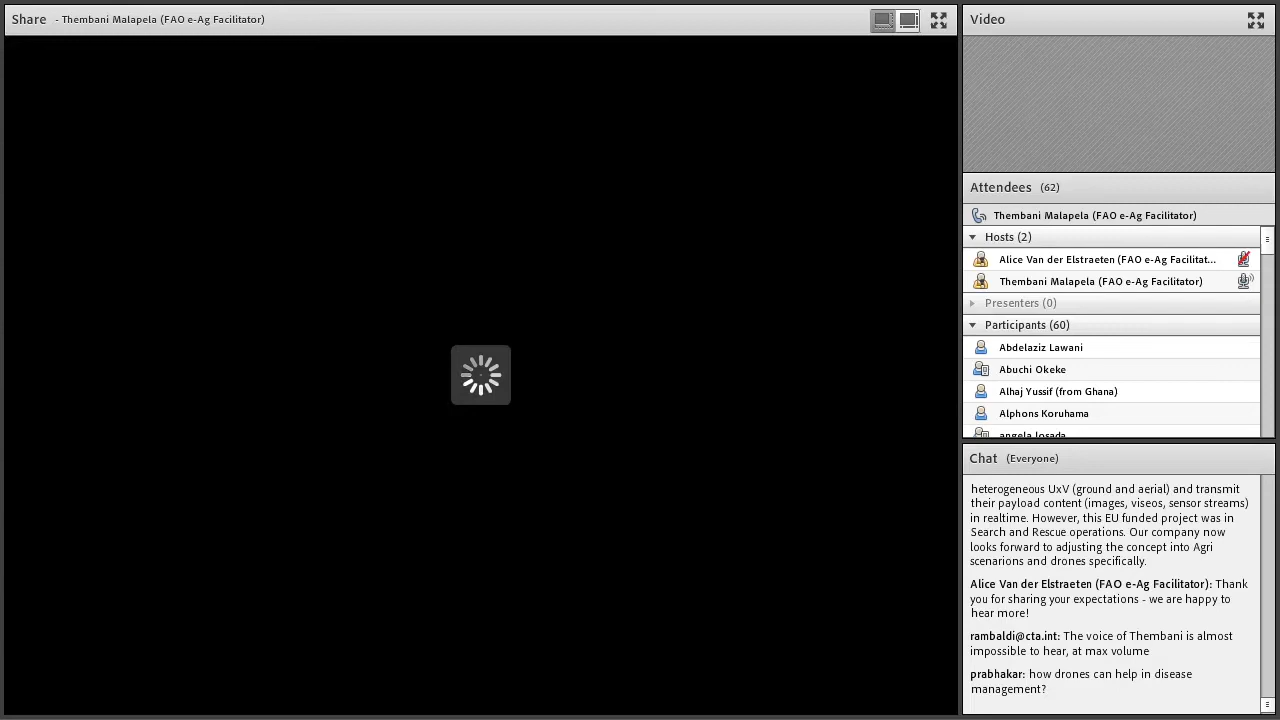 Share - Thembani Malapela (FAO e-Ag Facilitator)
Video
Attendees (62)
Thembani Malapela (FAO e-Ag Facilitator)
Hosts (2)
Alice Van der Elstraeten (FAO e-Ag Facilitat...
Thembani Malapela (FAO e-Ag Facilitator)
Presenters (0)
Participants (60)
Abdelaziz Lawani
Abuchi Okeke
Alhaj Yussif (from Ghana)
Alphons Koruhama
angela losada
Chat (Everyone)
heterogeneous UxV (ground and aerial) and transmit
their payload content (images, viseos, sensor streams)
in realtime. However, this EU funded project was in
Search and Rescue operations. Our company now
looks forward to adjusting the concept into Agri
scenarions and drones specifically.
Alice Van der Elstraeten (FAO e-Ag Facilitator): Thank
you for sharing your expectations - we are happy to
hear more!
rambaldi@cta.int: The voice of Thembani is almost
impossible to hear, at max volume
prabhakar: how drones can help in disease
management?